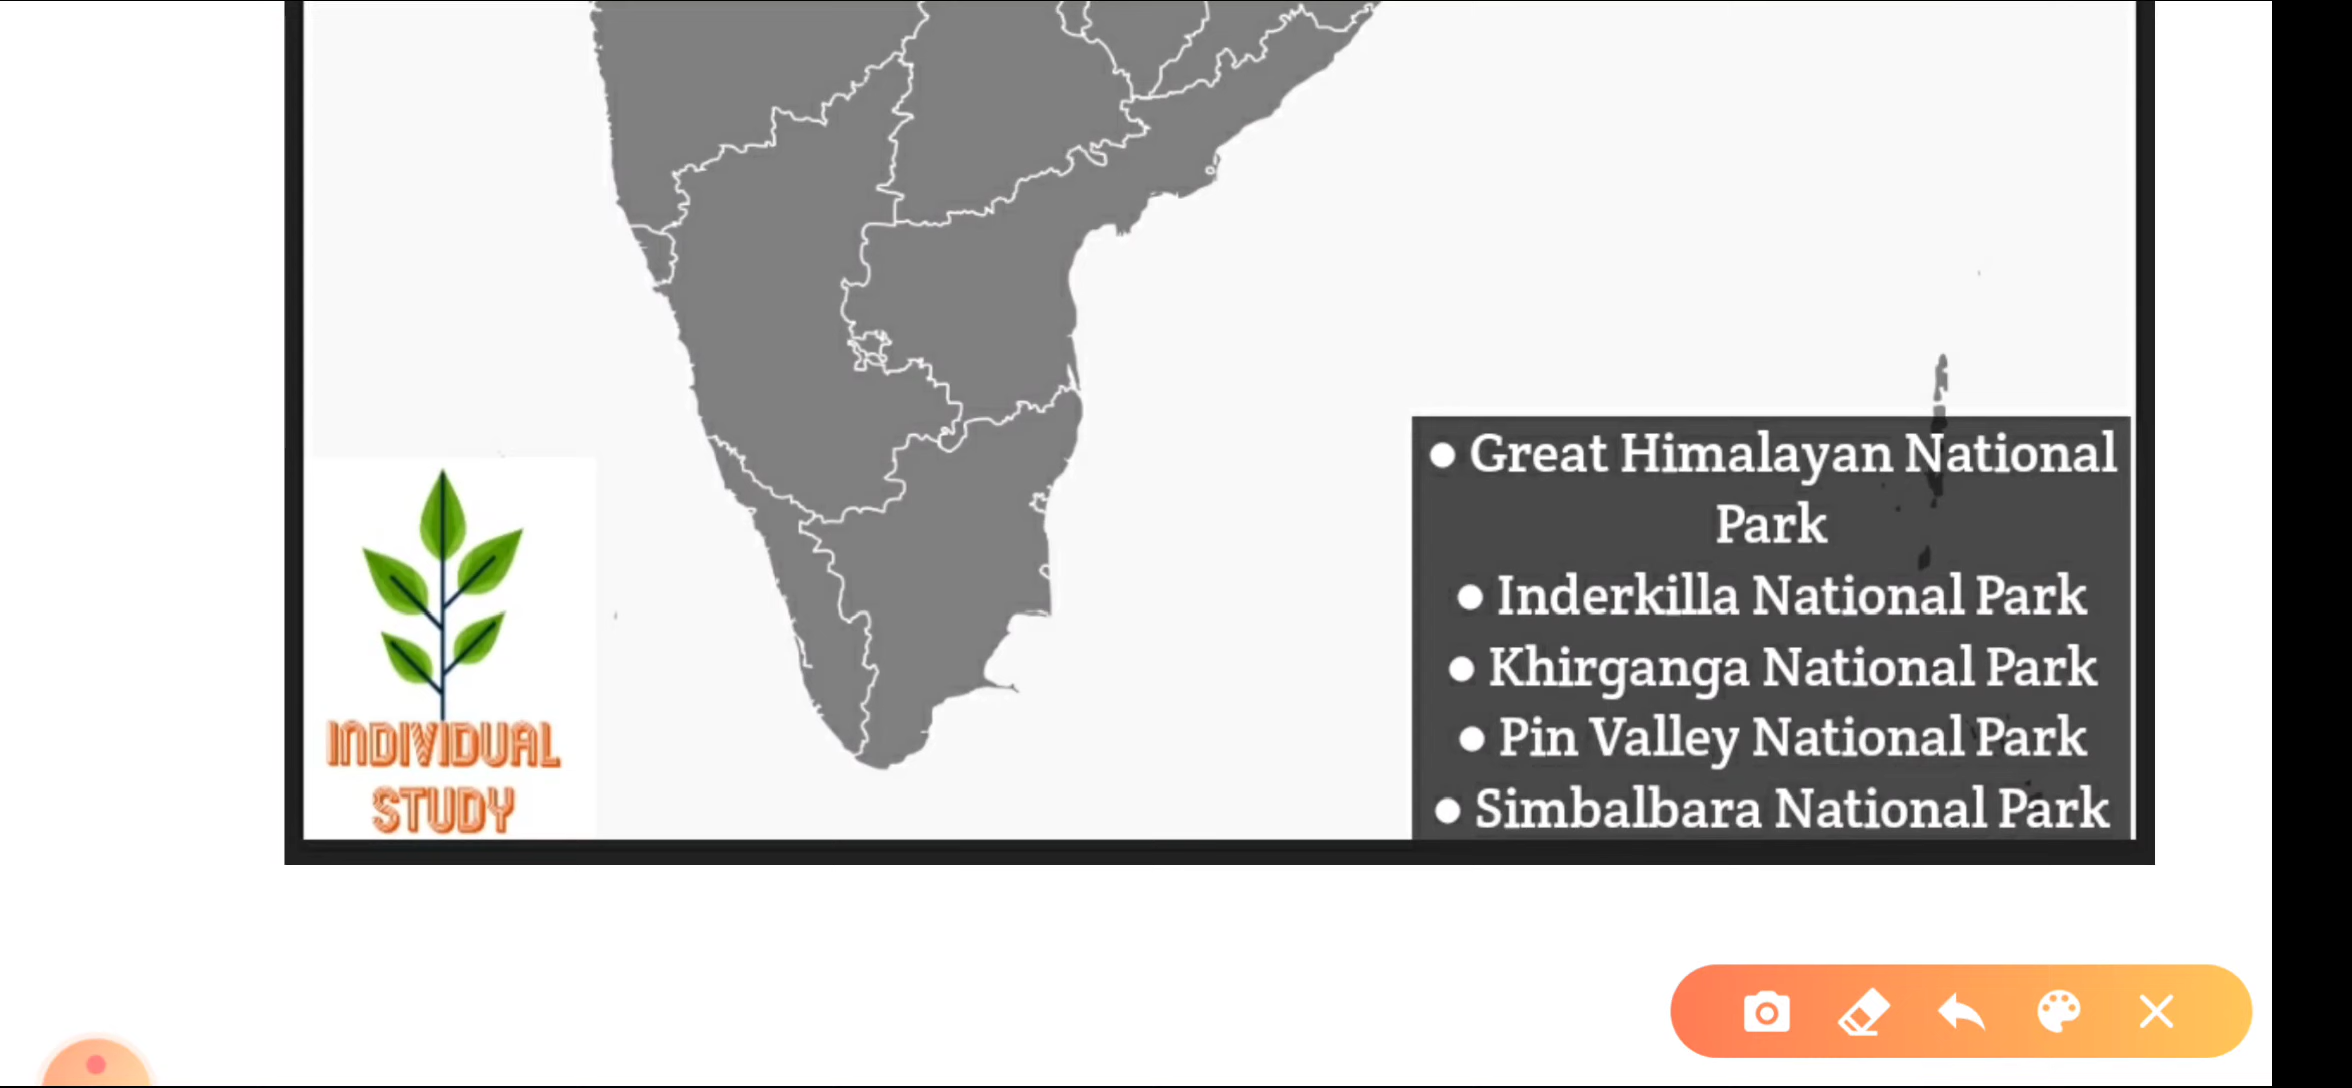 ● Great Himalayan National
Park
● Inderkilla National Park
● Khirganga National Park
● Pin Valley National Park
● Simbalbara National Park
INDIVIDUAL
STUDY